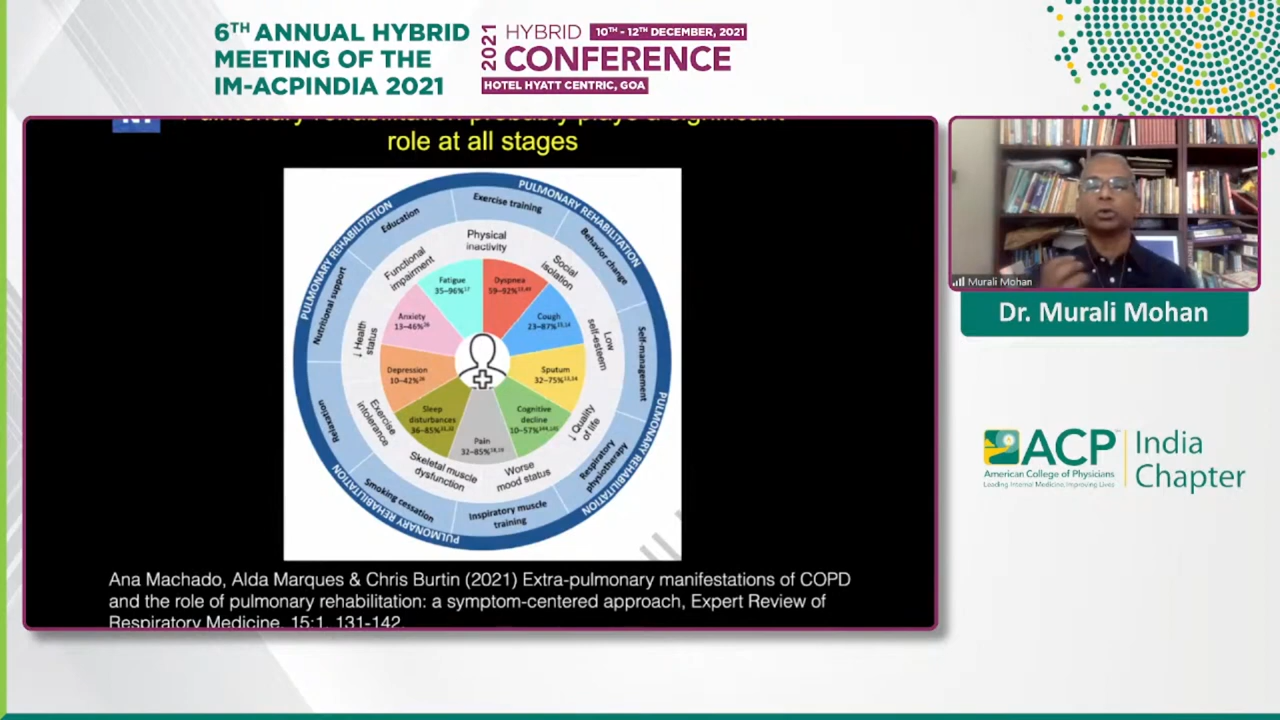 6TH ANNUAL HYBRID
MEETING OF THE
IM-ACPINDIA 2021
2021
HYBRID
10TH - 12TH DECEMBER, 2021
CONFERENCE
HOTEL HYATT CENTRIC, GOA
Pulmonary rehabilitation probably plays a significant
role at all stages
PULMONARY REHABILITATION
PULMONARY REHABILITATION
PULMONARY REHABILITATION
PULMONARY REHABILITATION
Exercise training
Behavior change
Self-management
Respiratory
physiotherapy
Inspiratory muscle
training
Smoking cessation
Relaxation
Nutritional support
Education
Physical
inactivity
Social
isolation
Low
self-esteem
↓ Quality
of life
Worse
mood status
Skeletal muscle
dysfunction
Exercise
intolerance
↓ Health
status
Functional
impairment
Dyspnea
59–92%
Cough
23–87%
Sputum
32–75%
Cognitive
decline
10–57%
Pain
32–85%
Sleep
disturbances
36–85%
Depression
10–42%
Anxiety
13–46%
Fatigue
35–96%
Ana Machado, Alda Marques & Chris Burtin (2021) Extra-pulmonary manifestations of COPD
and the role of pulmonary rehabilitation: a symptom-centered approach, Expert Review of
Respiratory Medicine, 15:1, 131-142,
Murali Mohan
Dr. Murali Mohan
ACP
American College of Physicians
Leading Internal Medicine, Improving Lives
India
Chapter